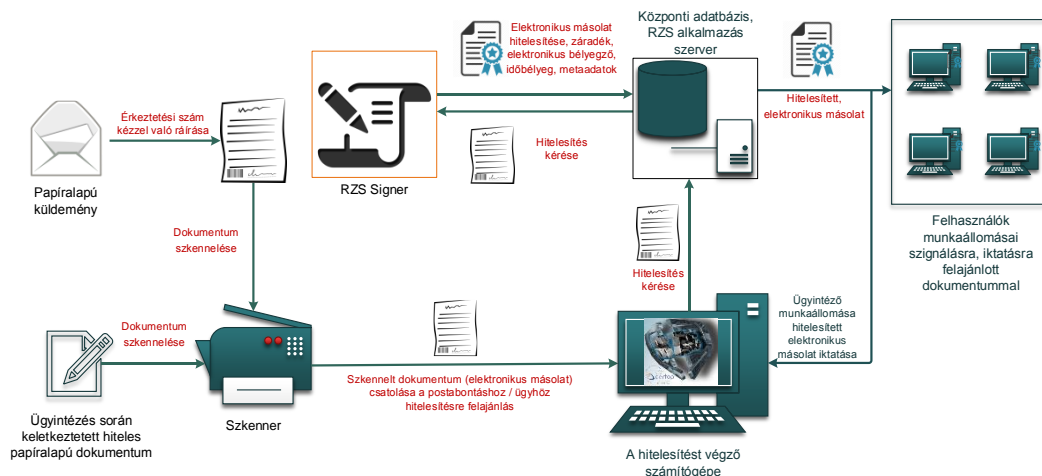 Elektronikus másolat
hitelesítése, záradék,
elektronikus bélyegző,
időbélyeg, metaadatok
Központi adatbázis,
RZS alkalmazás
szerver
Érkeztetési szám
kézzel való ráírása
Hitelesített,
elektronikus másolat
Hitelesítés
kérése
Papíralapú
küldemény
RZS Signer
Felhasználók
munkaállomásai
szignálásra, iktatásra
felajánlott
dokumentummal
Dokumentum
szkennelése
Hitelesítés
kérése
Ügyintéző
munkaállomása
hitelesített
elektronikus
másolat iktatása
Dokumentum
szkennelése
Szkennelt dokumentum (elektronikus másolat)
csatolása a postabontáshoz / ügyhöz
hitelesítésre felajánlás
Ügyintézés során
keletkeztetett hiteles
papíralapú dokumentum
Szkenner
A hitelesítést végző
számítógépe